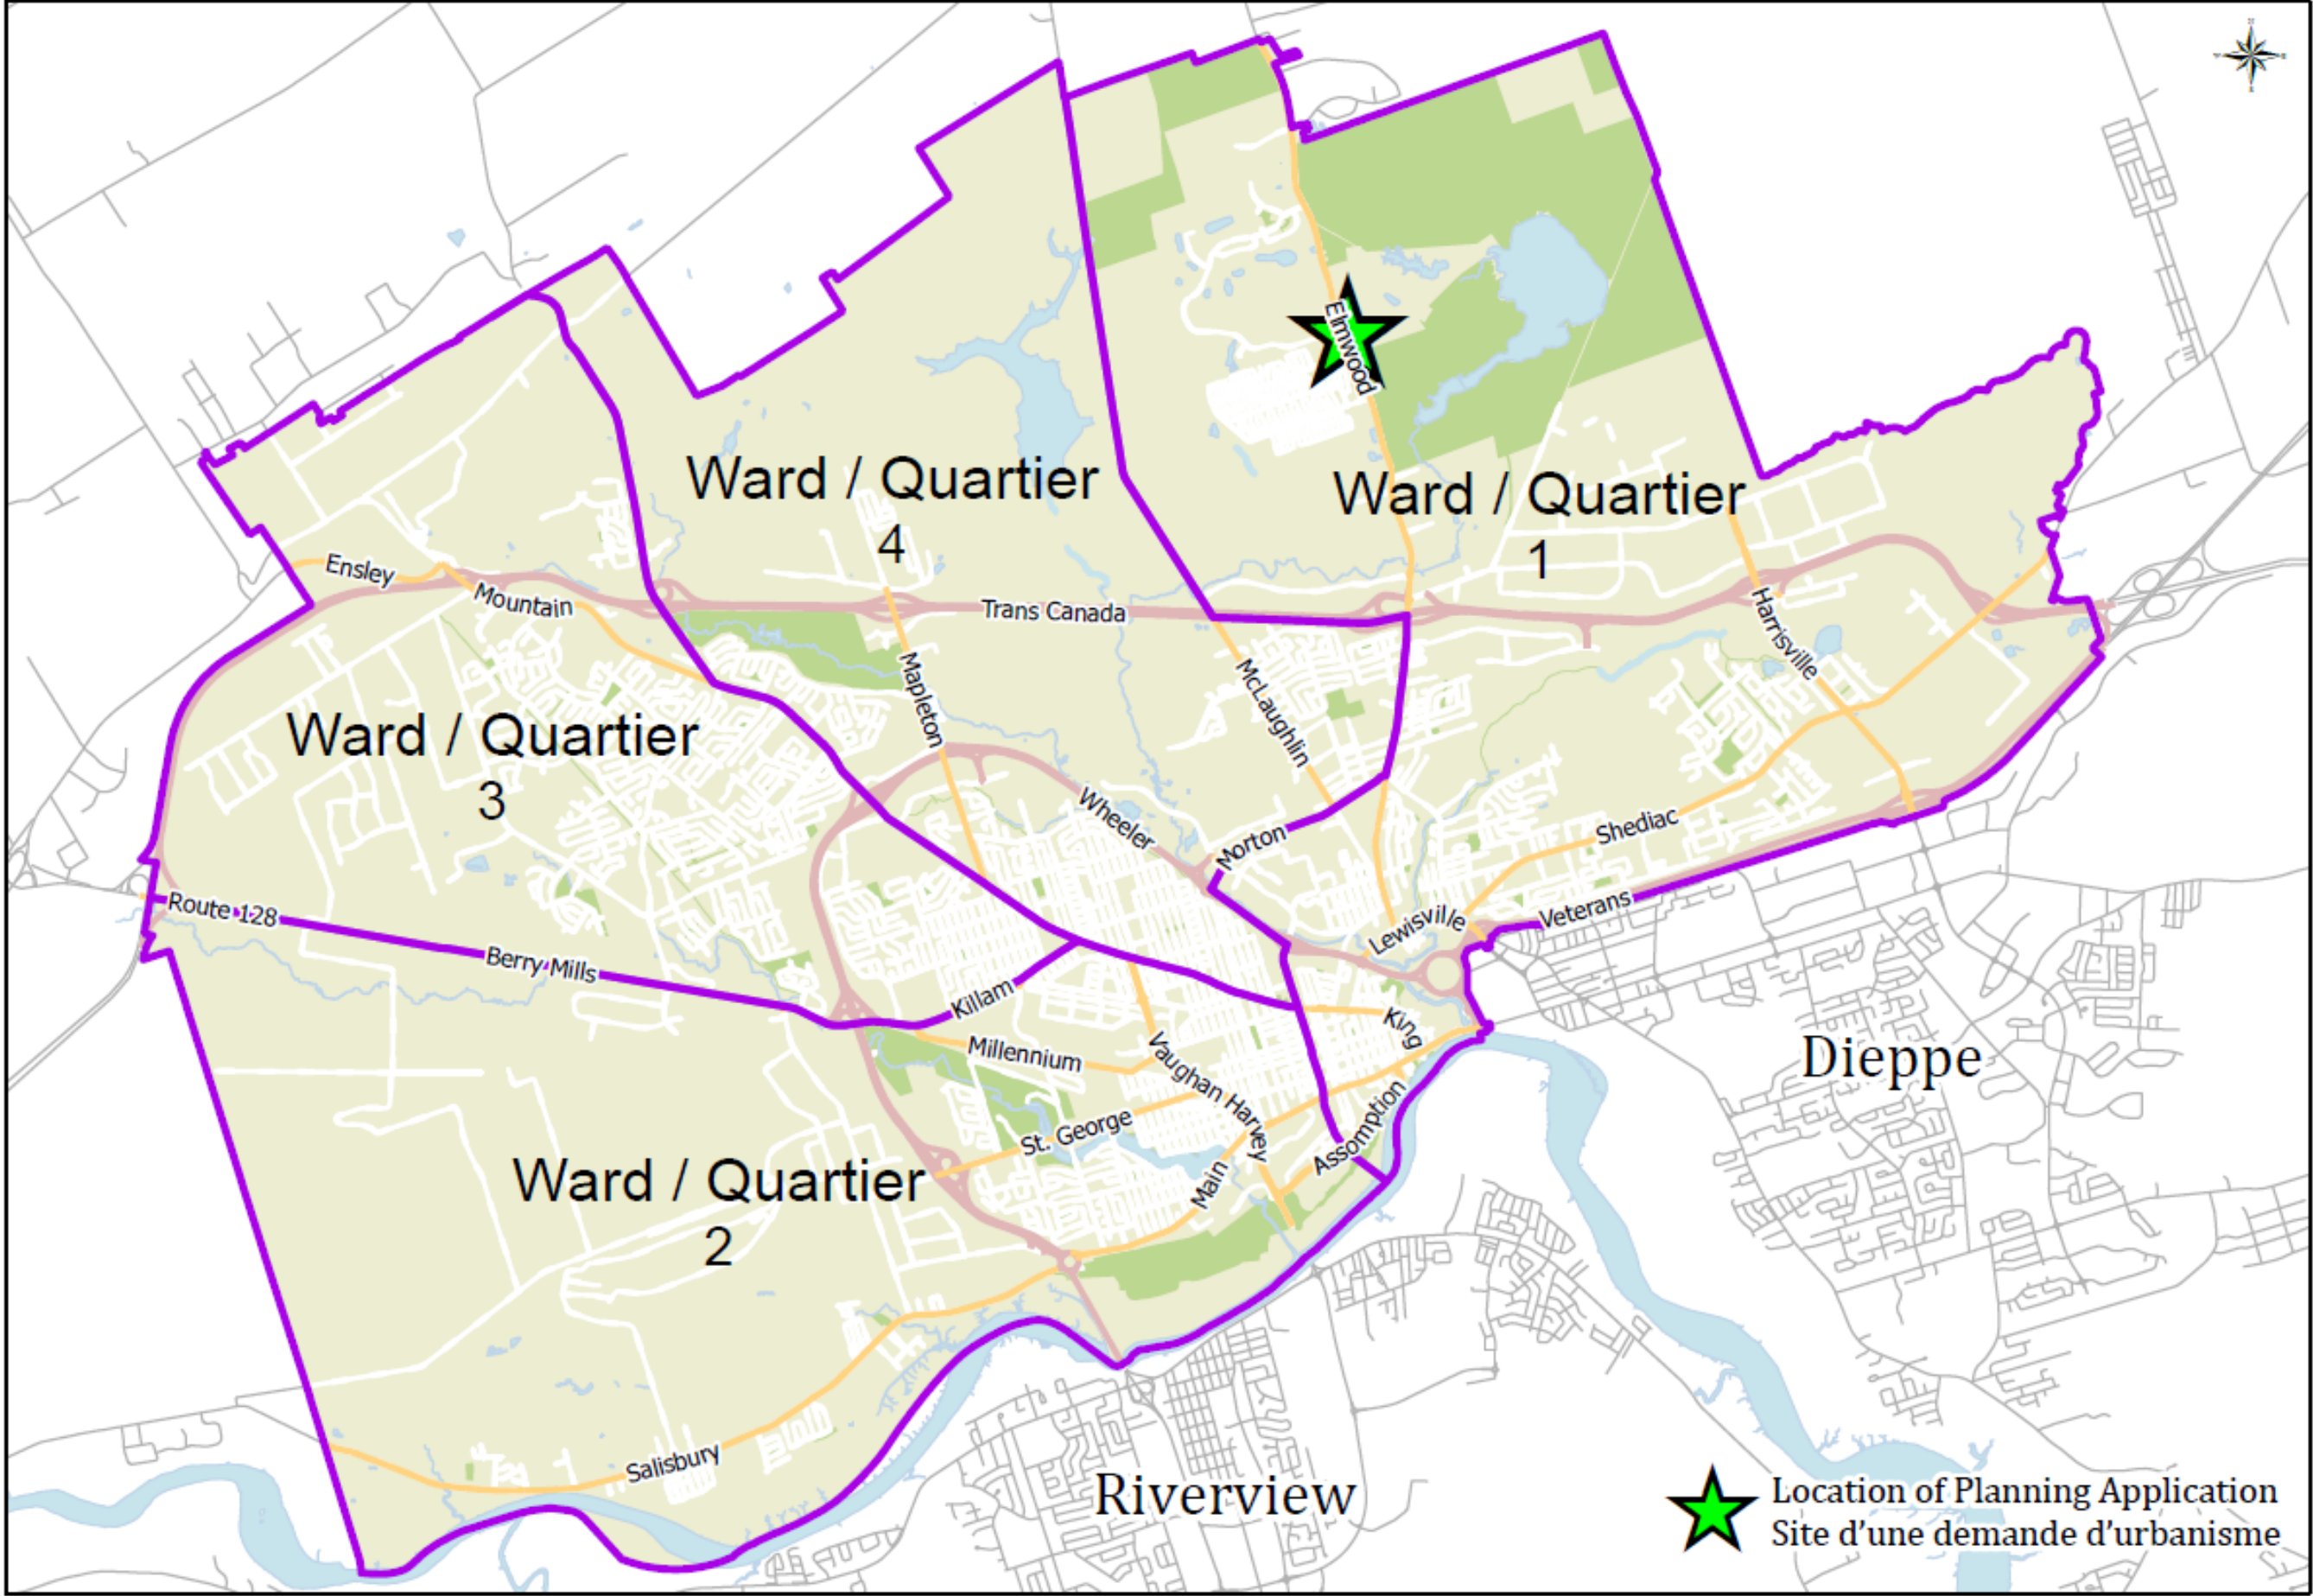 Elmwood
Ward / Quartier
4
Ward / Quartier
1
Ensley
Mountain
Trans Canada
Harrisville
Mapleton
McLaughlin
Ward / Quartier
3
Wheeler
Morton
Shediac
Route 128
Veterans
Lewisville
Berry Mills
Killam
King
Millennium
Vaughan Harvey
Dieppe
St. George
Assomption
Main
Ward / Quartier
2
Salisbury
Riverview
Location of Planning Application
Site d'une demande d'urbanisme